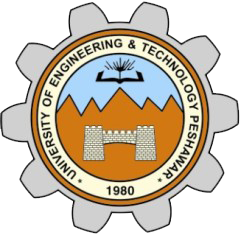 UNIVERSITY OF ENGINEERING & TECHNOLOGY PESHAWAR
1980